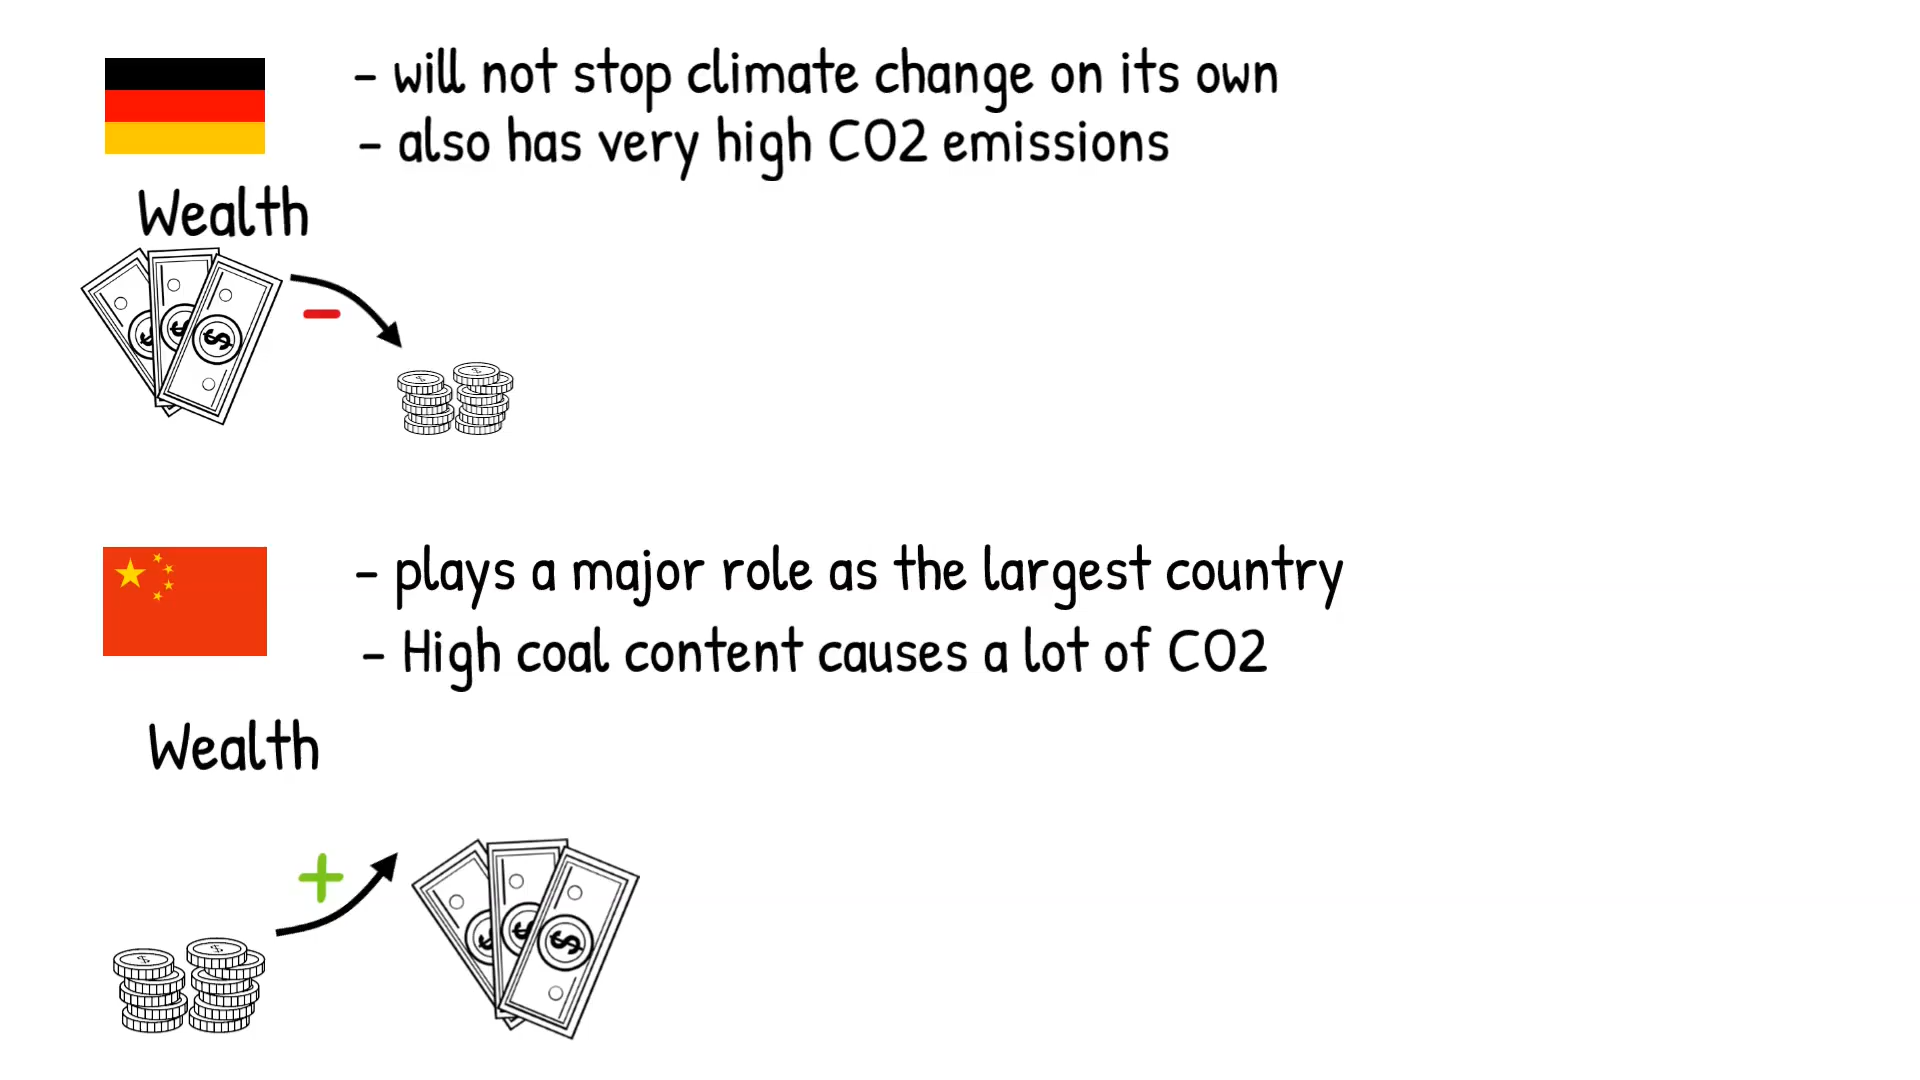 - will not stop climate change on its own
- also has very high CO2 emissions
Wealth
- plays a major role as the largest country
- High coal content causes a lot of CO2
Wealth